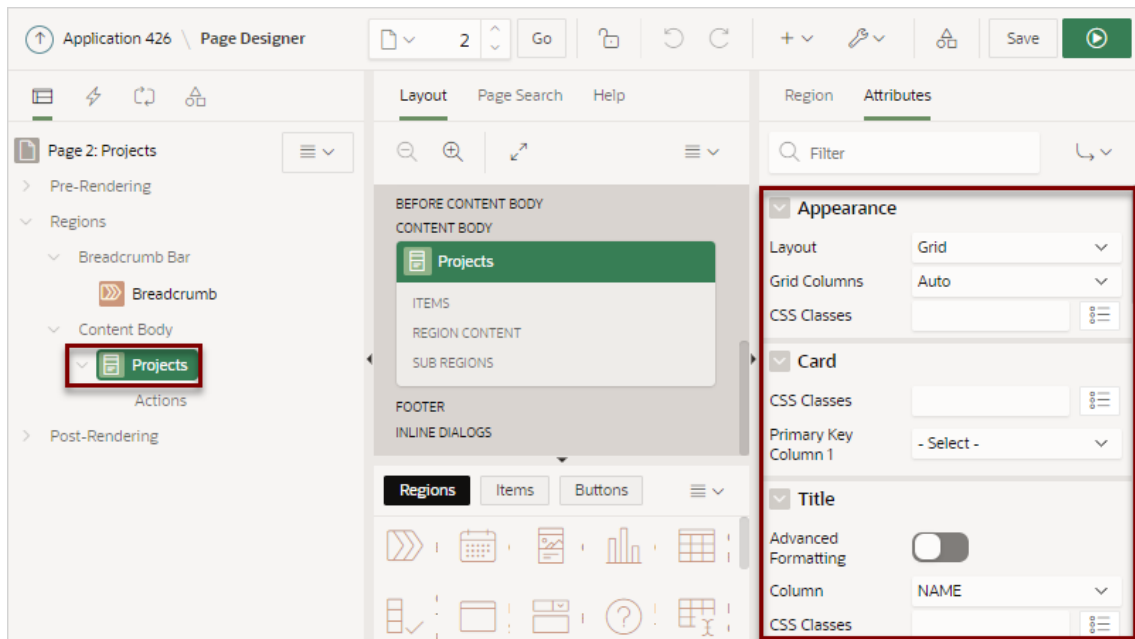 Application 426 \ Page Designer
2
Go
Save
Layout
Page Search
Help
Region
Attributes
Page 2: Projects
Pre-Rendering
Regions
Breadcrumb Bar
Breadcrumb
Content Body
Projects
Actions
Post-Rendering
BEFORE CONTENT BODY
CONTENT BODY
Projects
ITEMS
REGION CONTENT
SUB REGIONS
FOOTER
INLINE DIALOGS
Regions
Items
Buttons
Filter
Appearance
Layout
Grid
Grid Columns
Auto
CSS Classes
Card
CSS Classes
Primary Key
Column 1
- Select -
Title
Advanced
Formatting
Column
NAME
CSS Classes